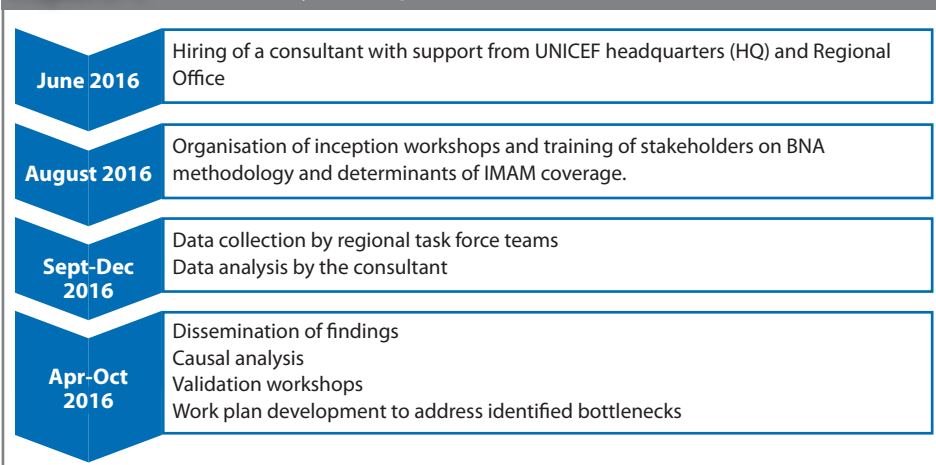 June 2016
Hiring of a consultant with support from UNICEF headquarters (HQ) and Regional
Office
August 2016
Organisation of inception workshops and training of stakeholders on BNA
methodology and determinants of IMAM coverage.
Sept-Dec
2016
Data collection by regional task force teams
Data analysis by the consultant
Apr-Oct
2016
Dissemination of findings
Causal analysis
Validation workshops
Work plan development to address identified bottlenecks